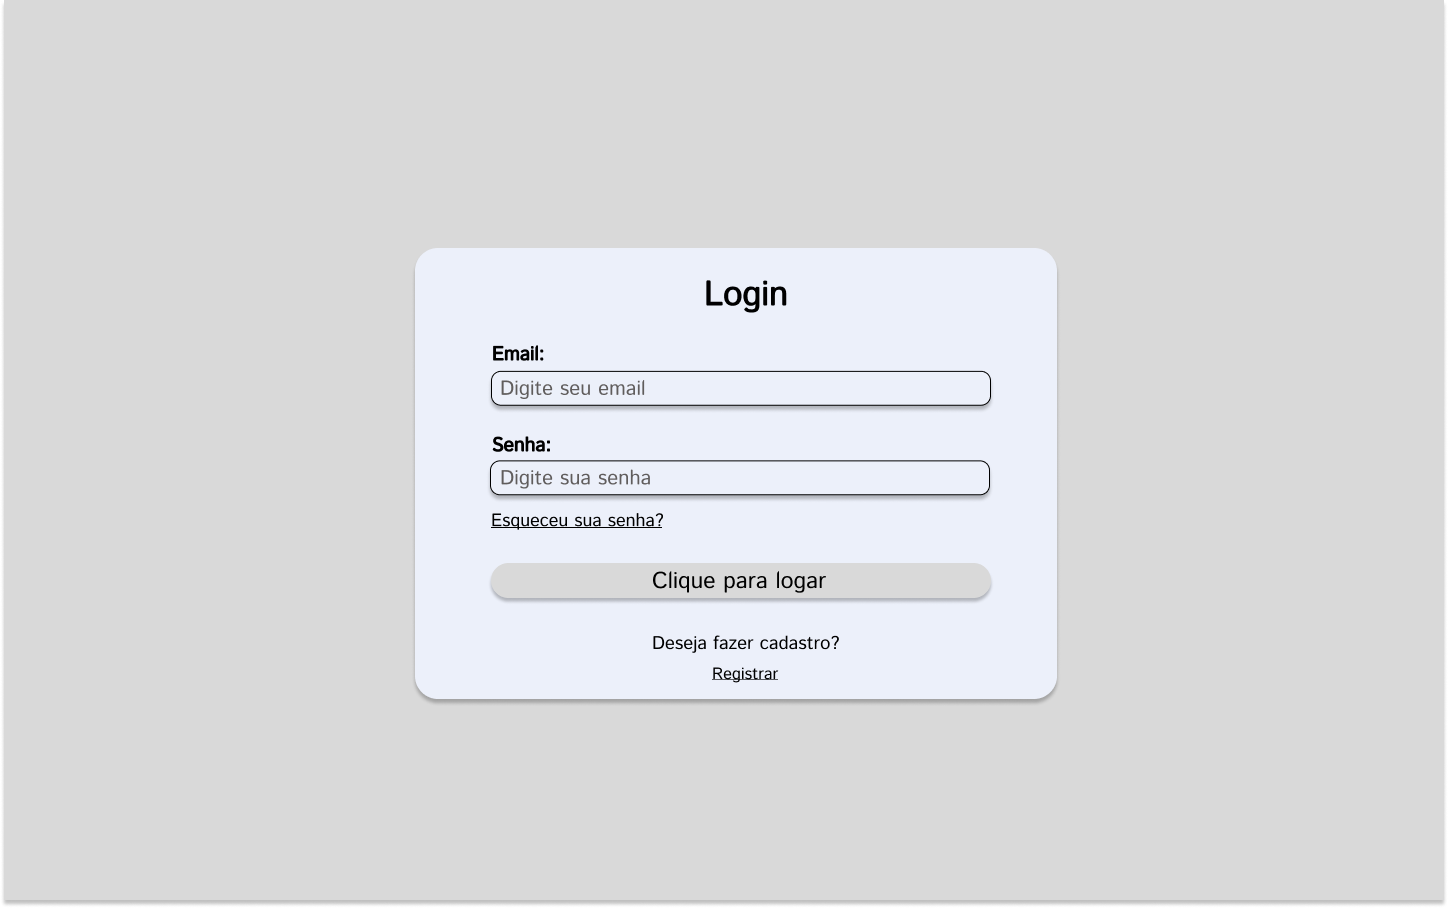 Login
Email:
Digite seu email
Senha:
Digite sua senha
Esqueceu sua senha?
Clique para logar
Deseja fazer cadastro?
Registrar